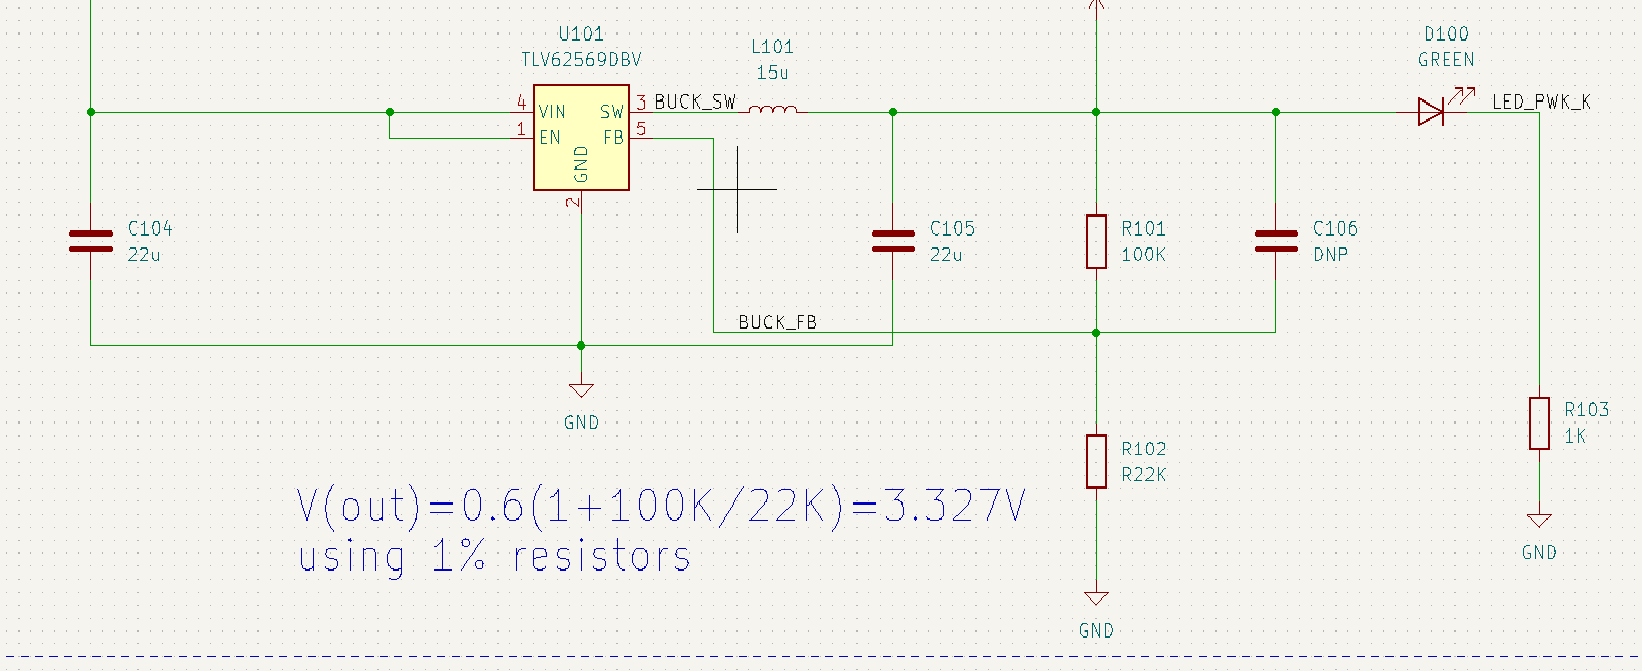 U101
TLV62569DBV
L101
15u
D100
GREEN
4
VIN
SW
3
BUCK_SW
LED_PWK_K
1
EN
FB
5
GND
2
C104
22u
C105
22u
R101
100K
C106
DNP
BUCK_FB
GND
R103
1K
R102
R22K
V(out)=0.6(1+100K/22K)=3.327V
using 1% resistors
GND
GND